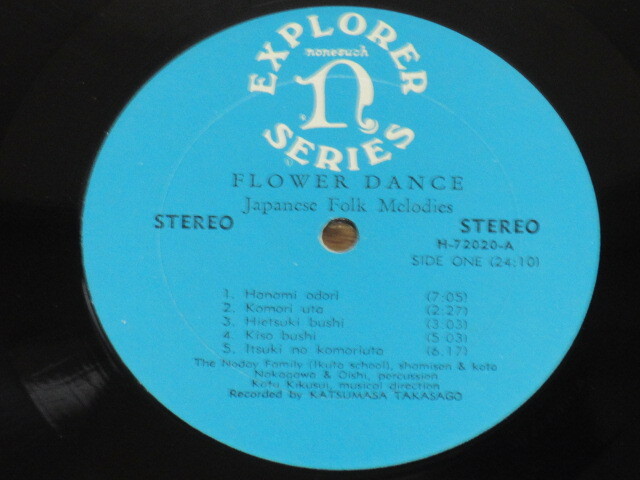 EXPLORER
nonesuch
n
SERIES
FLOWER DANCE
Japanese Folk Melodies
STEREO STEREO
H-72020-A
SIDE ONE (24:10)
1. Hanami odori (7:05)
2. Komori uta (2:27)
3. Hietsuki bushi (3:03)
4. Kiso bushi (5:03)
5. Itsuki no komoriuta (6:17)
The Noday Family (Ikuta school), shamisen & koto
Nakagawa & Oishi, percussion
Katu Kikusui, musical direction
Recorded by KATSUMASA TAKASAGO